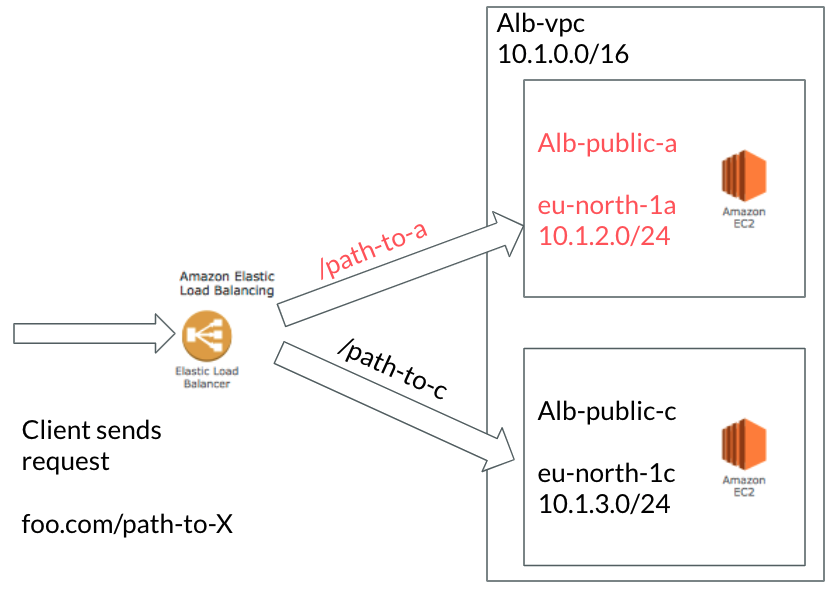 Alb-vpc
10.1.0.0/16
Alb-public-a
eu-north-1a
10.1.2.0/24
Amazon
EC2
/path-to-a
Amazon Elastic
Load Balancing
Elastic Load
Balancer
/path-to-c
Alb-public-c
eu-north-1c
10.1.3.0/24
Amazon
EC2
Client sends
request
foo.com/path-to-X